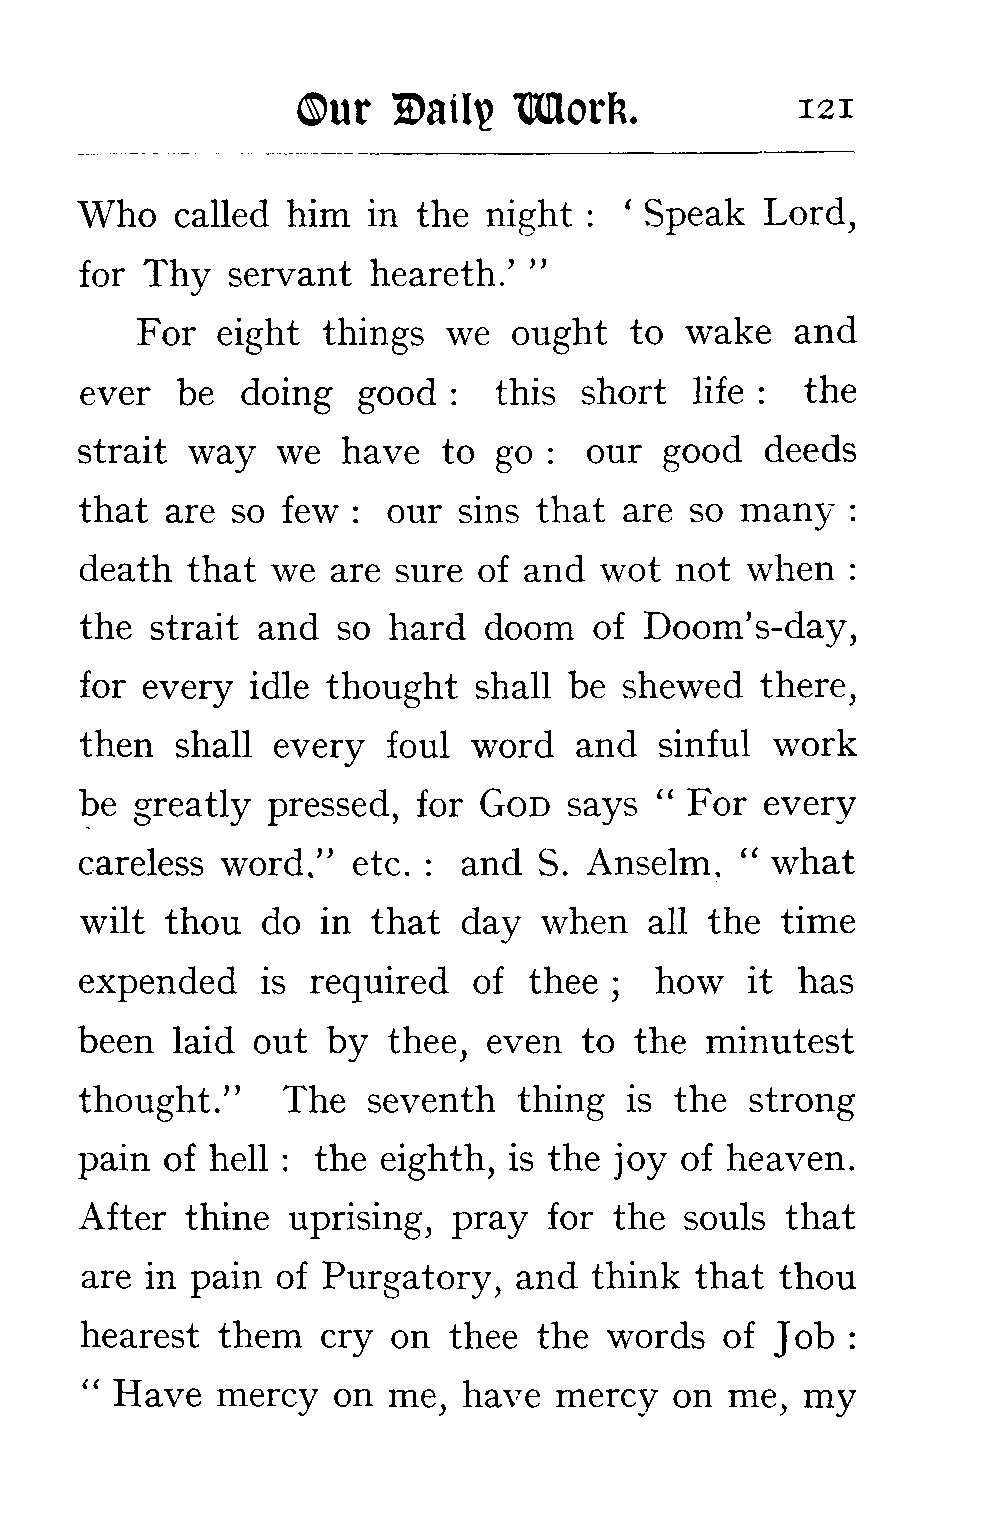 Our Daily Work. 121
Who called him in the night : ‘ Speak Lord,
for Thy servant heareth.’ ”
For eight things we ought to wake and
ever be doing good : this short life : the
strait way we have to go : our good deeds
that are so few : our sins that are so many :
death that we are sure of and wot not when :
the strait and so hard doom of Doom’s-day,
for every idle thought shall be shewed there,
then shall every foul word and sinful work
be greatly pressed, for GOD says “ For every
careless word,” etc. : and S. Anselm, “ what
wilt thou do in that day when all the time
expended is required of thee ; how it has
been laid out by thee, even to the minutest
thought.” The seventh thing is the strong
pain of hell : the eighth, is the joy of heaven.
After thine uprising, pray for the souls that
are in pain of Purgatory, and think that thou
hearest them cry on thee the words of Job :
“ Have mercy on me, have mercy on me, my